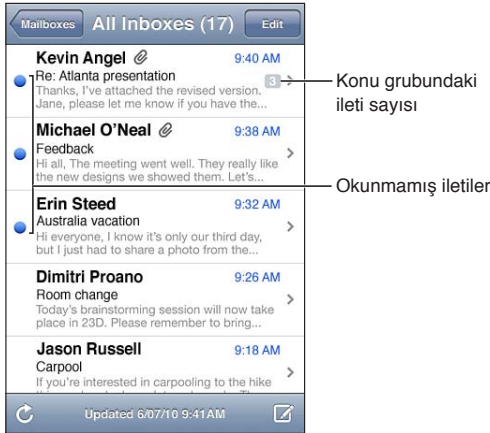 Mailboxes All Inboxes (17) Edit
Kevin Angel 9:40 AM
Re: Atlanta presentation
Thanks, I've attached the revised version. 3
Jane, please let me know if you have the...
Konu grubundaki
ileti sayısı
Michael O'Neal 9:38 AM
Feedback
Hi all, The meeting went well. They really like
the new designs we showed them. Let's...
Okunmamış iletiler
Erin Steed 9:32 AM
Australia vacation
Hi everyone, I know it's only our third day,
but I just had to share a photo from the...
Dimitri Proano 9:26 AM
Room change
Today's brainstorming session will now take
place in 23D. Please remember to bring...
Jason Russell 9:18 AM
Carpool
If you're interested in carpooling to the hike
Updated 6/07/10 9:41AM